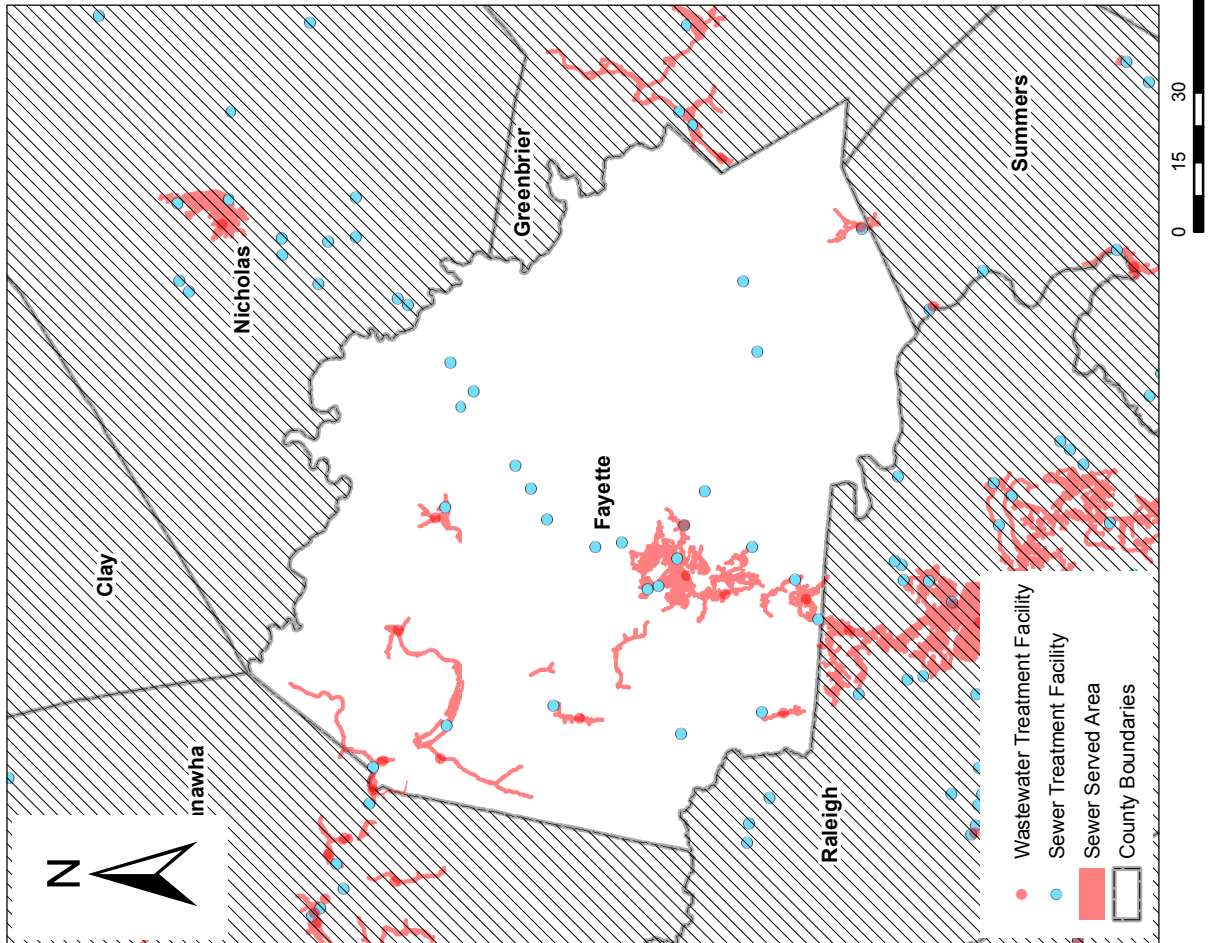 N
Clay
nawha
Nicholas
Greenbrier
Fayette
Raleigh
Summers
Wastewater Treatment Facility
Sewer Treatment Facility
Sewer Served Area
County Boundaries
0 15 30